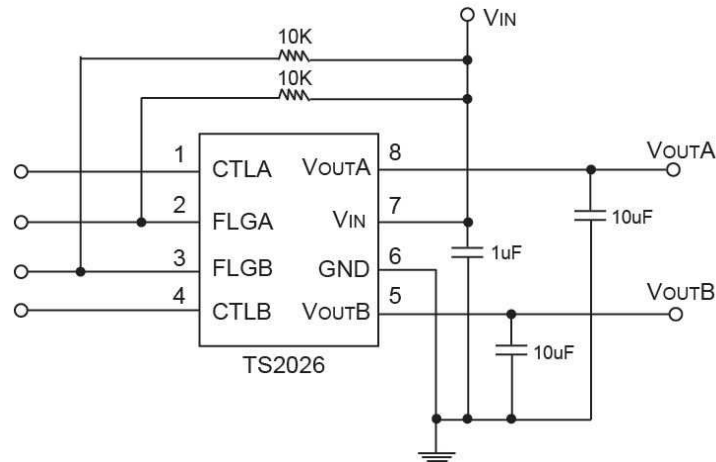 VIN
10K
10K
1
CTLA
VOUTA
8
VOUTA
2
FLGA
VIN
7
10uF
3
FLGB
GND
6
1uF
4
CTLB
VOUTB
5
VOUTB
10uF
TS2026